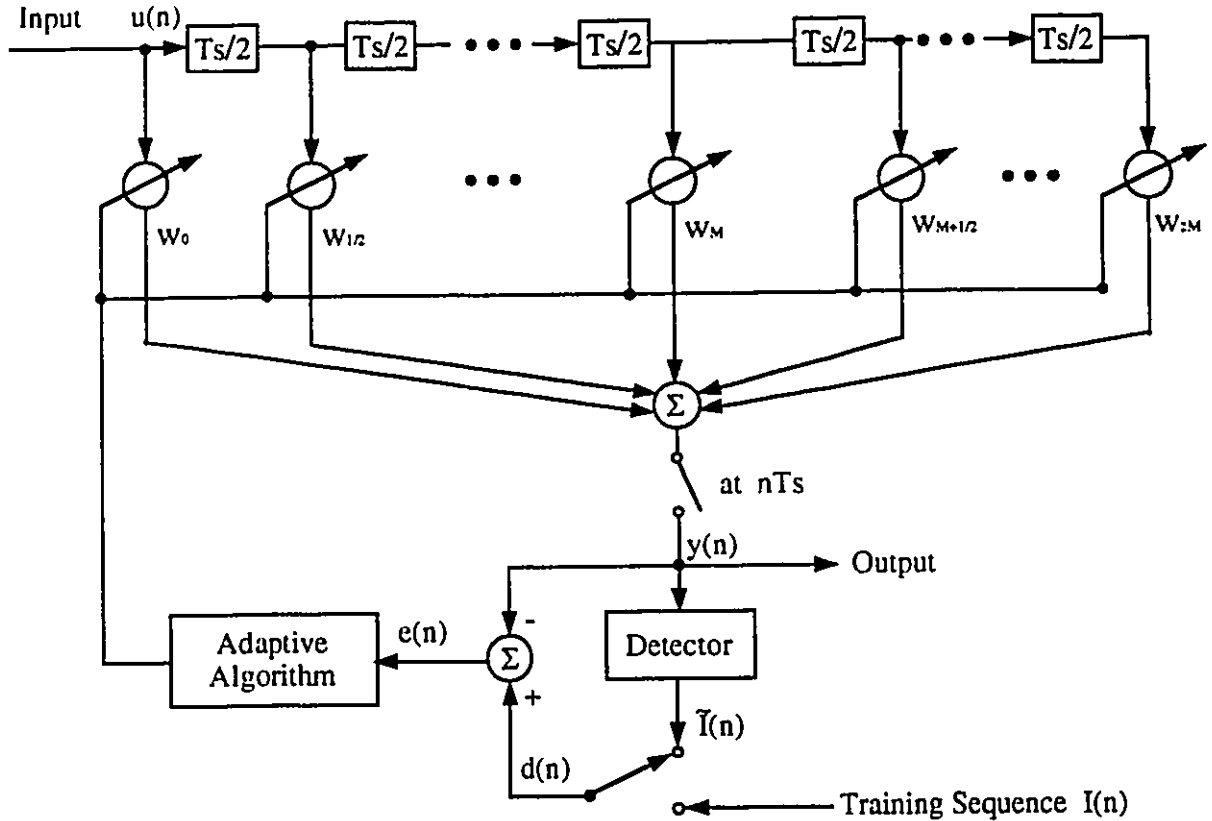 Input u(n)
Ts/2
Ts/2
Ts/2
Ts/2
Ts/2
W0
W1/2
WM
WM+1/2
W2M
Σ
at nTs
y(n)
Output
-
Σ
+
e(n)
Adaptive
Algorithm
Detector
Ĩ(n)
d(n)
Training Sequence I(n)